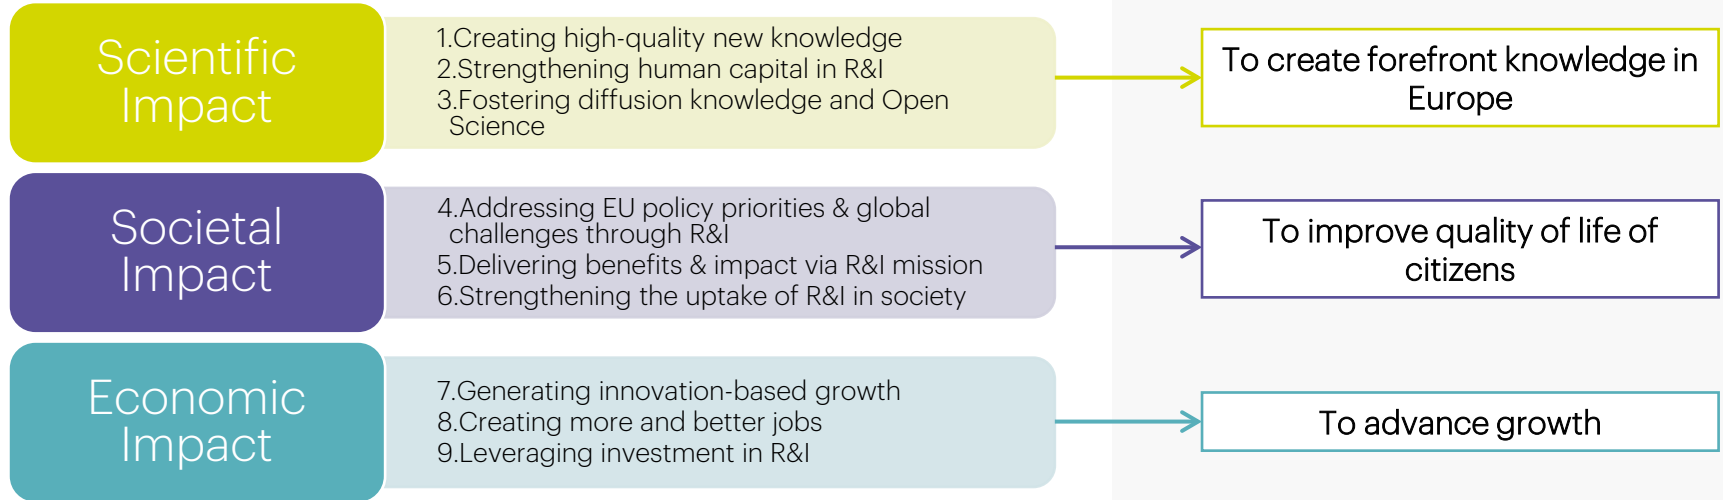 Scientific
Impact
1.Creating high-quality new knowledge
2.Strengthening human capital in R&I
3.Fostering diffusion knowledge and Open
Science
To create forefront knowledge in
Europe
Societal
Impact
4.Addressing EU policy priorities & global
challenges through R&I
5.Delivering benefits & impact via R&I mission
6.Strengthening the uptake of R&I in society
To improve quality of life of
citizens
Economic
Impact
7.Generating innovation-based growth
8.Creating more and better jobs
9.Leveraging investment in R&I
To advance growth